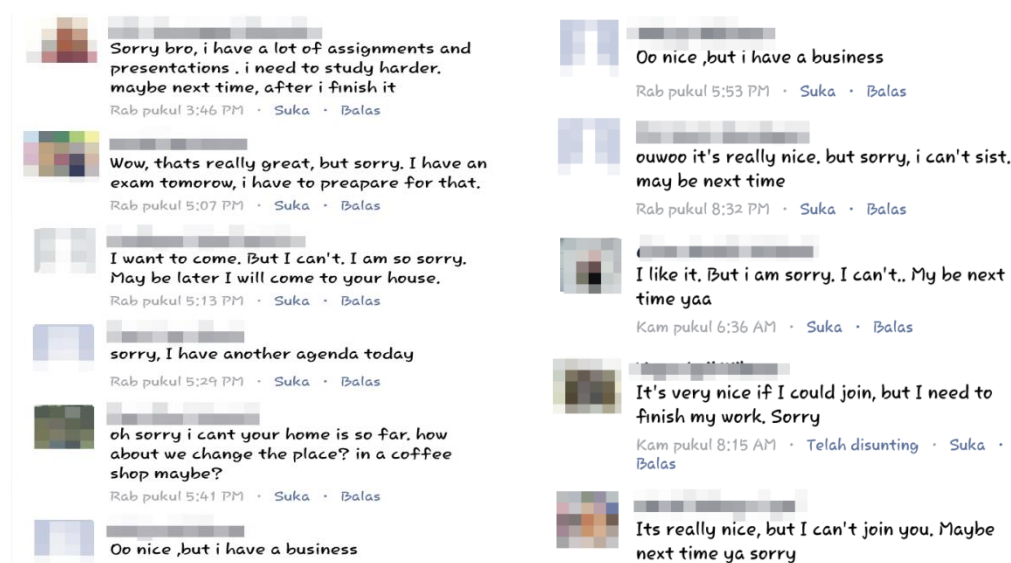 Sorry bro, i have a lot of assignments and
presentations . i need to study harder.
maybe next time, after i finish it
Rab pukul 3:46 PM · Suka · Balas
Wow, thats really great, but sorry. I have an
exam tomorow, i have to preapare for that.
Rab pukul 5:07 PM · Suka · Balas
I want to come. But I can't. I am so sorry.
May be later I will come to your house.
Rab pukul 5:13 PM · Suka · Balas
sorry, I have another agenda today
Rab pukul 5:29 PM · Suka · Balas
oh sorry i cant your home is so far. how
about we change the place? in a coffee
shop maybe?
Rab pukul 5:41 PM · Suka · Balas
Oo nice ,but i have a business
Oo nice ,but i have a business
Rab pukul 5:53 PM · Suka · Balas
ouwoo it's really nice. but sorry, i can't sist.
may be next time
Rab pukul 8:32 PM · Suka · Balas
I like it. But i am sorry. I can't.. My be next
time yaa
Kam pukul 6:36 AM · Suka · Balas
It's very nice if I could join, but I need to
finish my work. Sorry
Kam pukul 8:15 AM · Telah disunting · Suka ·
Balas
Its really nice, but I can't join you. Maybe
next time ya sorry